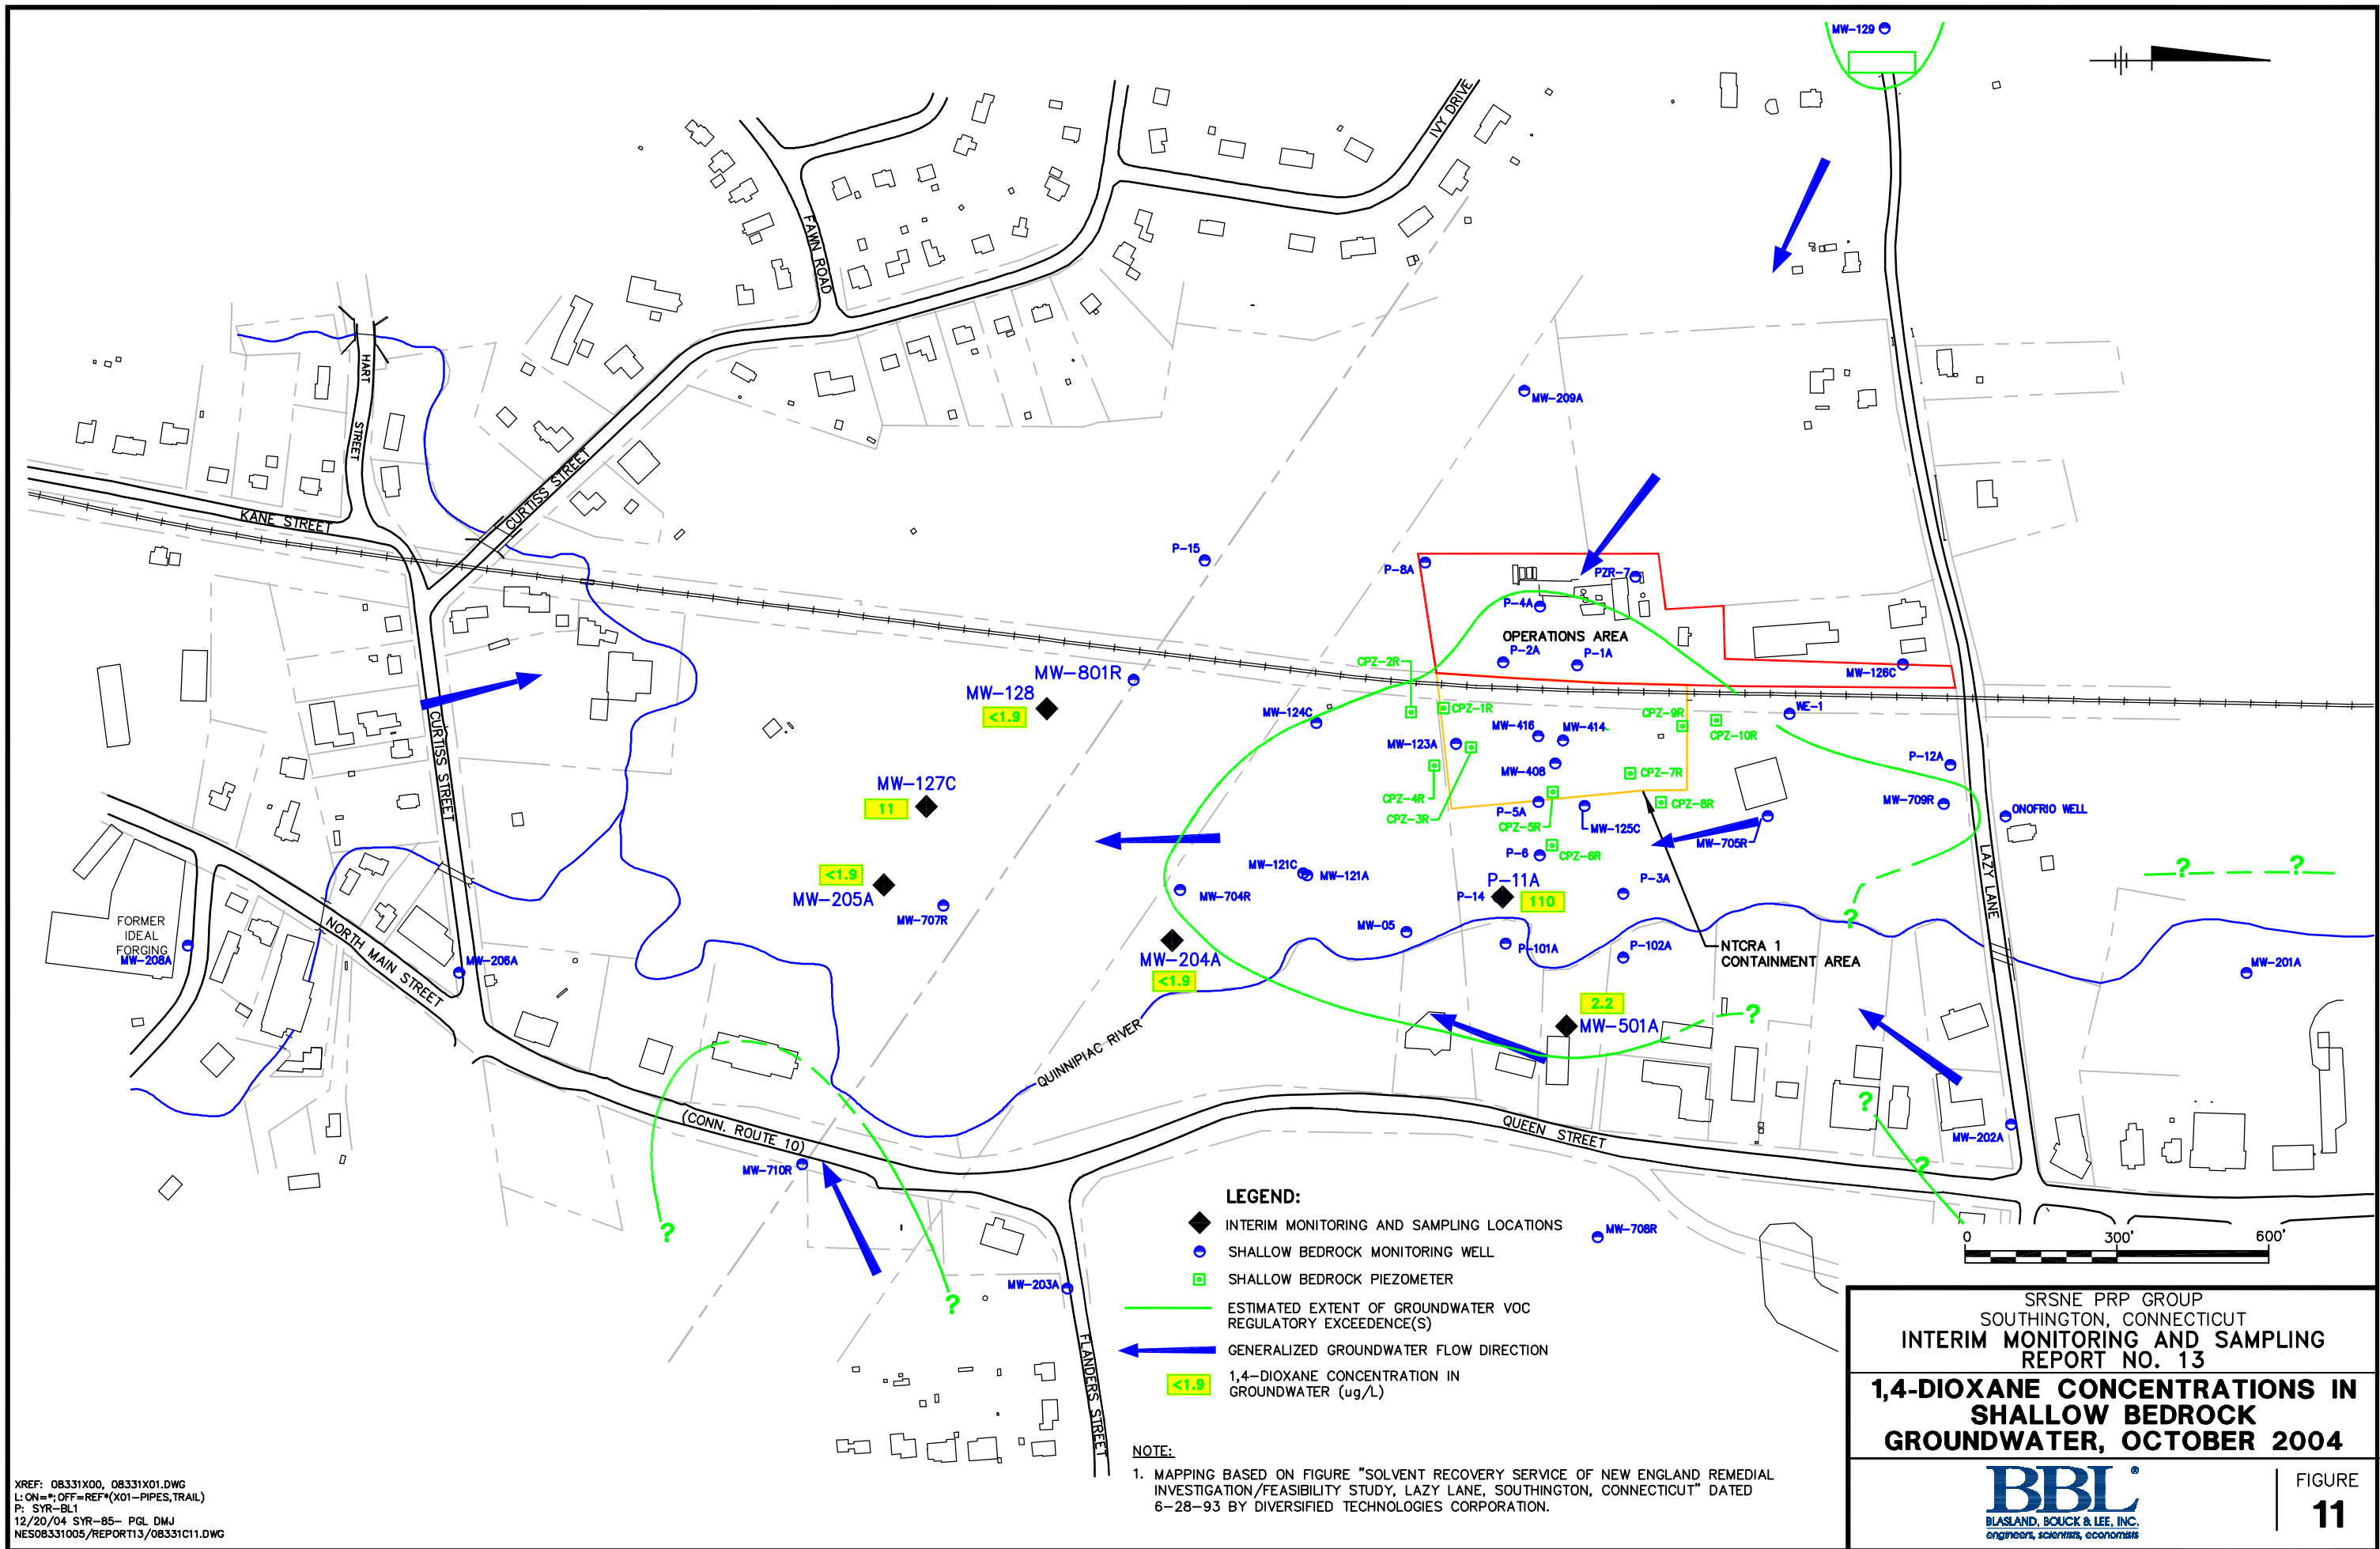 MW-129
IVY DRIVE
FAWN ROAD
HART
STREET
KANE STREET
CURTISS STREET
CURTISS STREET
MW-209A
P-15
P-8A
PZR-7
P-4A
OPERATIONS AREA
P-2A
P-1A
MW-126C
CPZ-2R
CPZ-1R
MW-801R
MW-128
<1.9
MW-124C
MW-123A
MW-416
MW-414
CPZ-9R
CPZ-10R
WE-1
MW-408
CPZ-7R
P-12A
CPZ-4R
CPZ-3R
P-5A
CPZ-5R
CPZ-8R
MW-125C
MW-709R
ONOFRIO WELL
MW-705R
MW-127C
11
P-6
CPZ-6R
<1.9
MW-205A
MW-707R
MW-121C
MW-121A
MW-704R
P-11A
P-14
110
P-3A
LAZY LANE
?
?
?
MW-05
P-101A
P-102A
NTCRA 1
CONTAINMENT AREA
MW-204A
<1.9
MW-201A
FORMER
IDEAL
FORGING
MW-208A
NORTH MAIN STREET
MW-206A
2.2
MW-501A
?
QUINNIPIAC RIVER
(CONN. ROUTE 10)
QUEEN STREET
?
?
MW-202A
MW-710R
?
?
MW-203A
FLANDERS STREET
MW-708R
LEGEND:
INTERIM MONITORING AND SAMPLING LOCATIONS
SHALLOW BEDROCK MONITORING WELL
SHALLOW BEDROCK PIEZOMETER
ESTIMATED EXTENT OF GROUNDWATER VOC
REGULATORY EXCEEDENCE(S)
GENERALIZED GROUNDWATER FLOW DIRECTION
<1.9
1,4-DIOXANE CONCENTRATION IN
GROUNDWATER (ug/L)
0 300' 600'
NOTE:
1. MAPPING BASED ON FIGURE "SOLVENT RECOVERY SERVICE OF NEW ENGLAND REMEDIAL
INVESTIGATION/FEASIBILITY STUDY, LAZY LANE, SOUTHINGTON, CONNECTICUT" DATED
6-28-93 BY DIVERSIFIED TECHNOLOGIES CORPORATION.
SRSNE PRP GROUP
SOUTHINGTON, CONNECTICUT
INTERIM MONITORING AND SAMPLING
REPORT NO. 13
1,4-DIOXANE CONCENTRATIONS IN
SHALLOW BEDROCK
GROUNDWATER, OCTOBER 2004
BBL®
BLASLAND, BOUCK & LEE, INC.
engineers, scientists, economists
FIGURE
11
XREF: 08331X00, 08331X01.DWG
L: ON=*; OFF=REF*(X01-PIPES,TRAIL)
P: SYR-BL1
12/20/04 SYR-85- PGL DMJ
NES08331005/REPORT13/08331C11.DWG